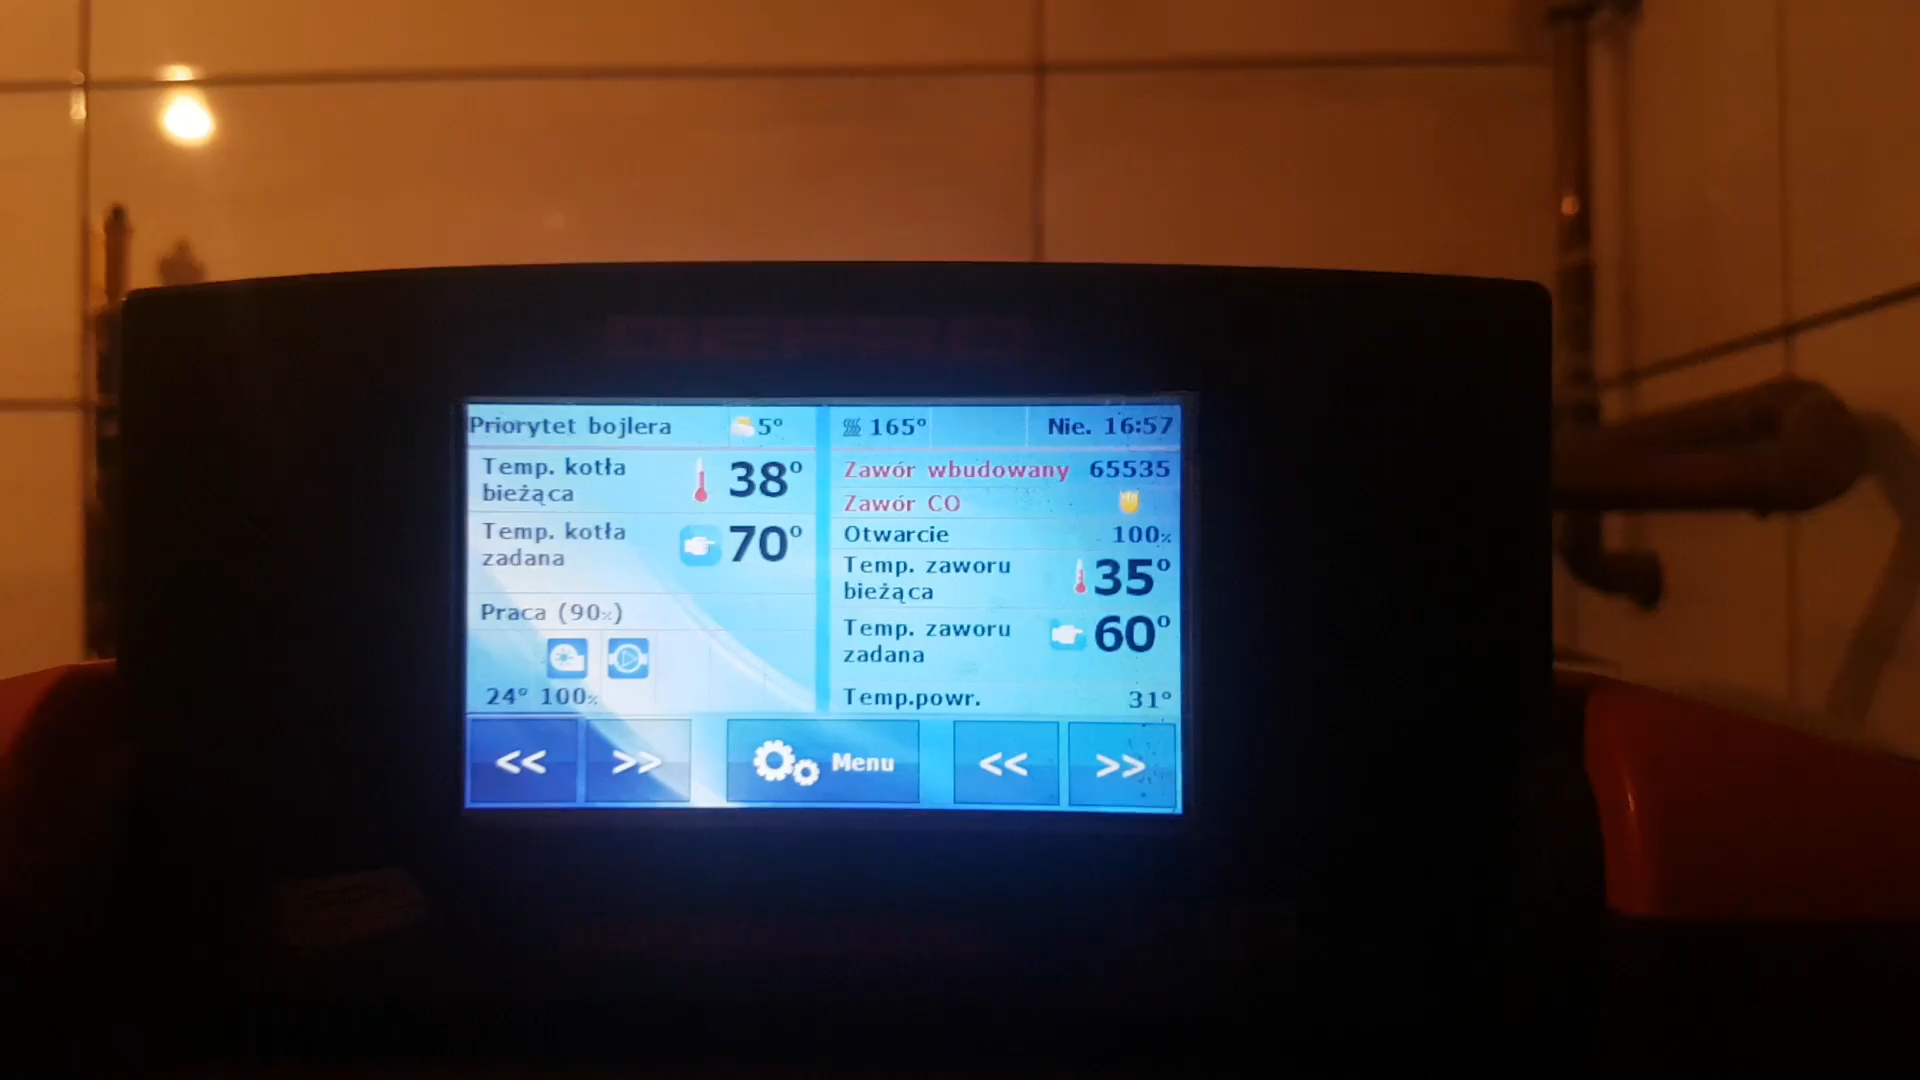 DEFRO
Priorytet bojlera 5°
Temp. kotła
bieżąca 38°
Temp. kotła
zadana 70°
Praca (90%)
24° 100%
<< >>
165° Nie. 16:57
Zawór wbudowany 65535
Zawór CO
Otwarcie 100%
Temp. zaworu
bieżąca 35°
Temp. zaworu
zadana 60°
Temp.powr. 31°
Menu
<< >>